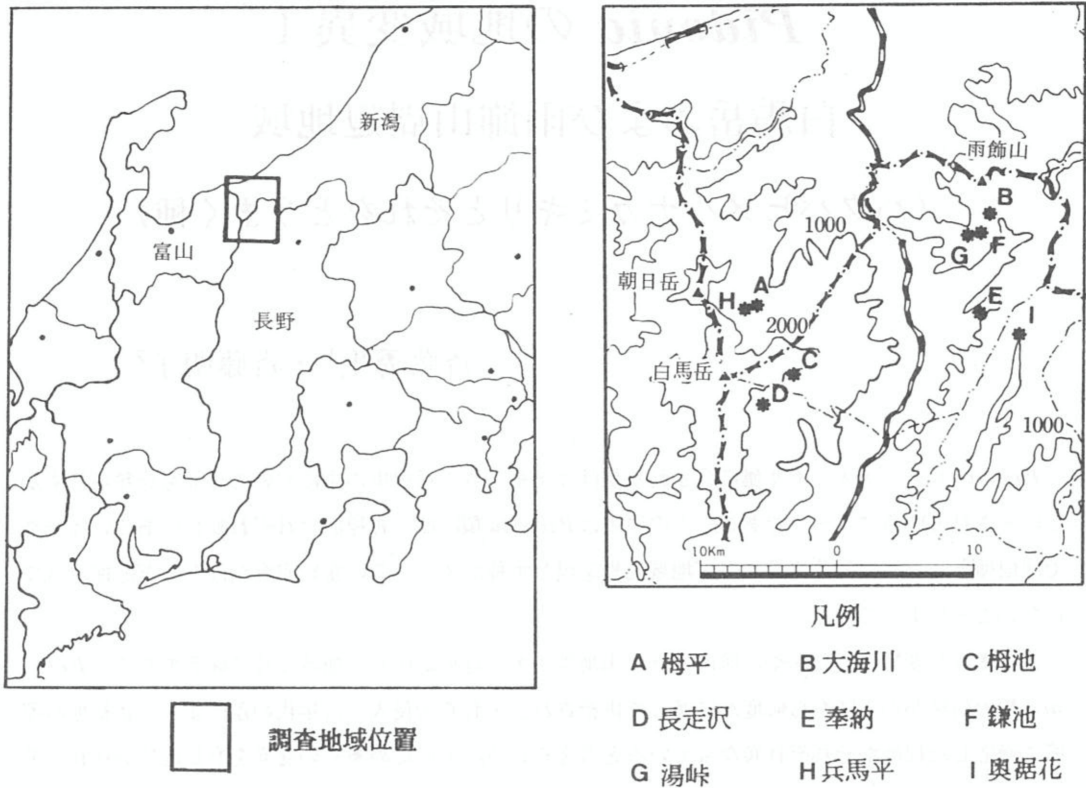 新潟
富山
長野
調査地域位置
雨飾山
B
F
G
1000
朝日岳
A
H
E
I
2000
白馬岳
C
D
1000
10Km 0 10
凡例
A 栂平 B 大海川 C 栂池
D 長走沢 E 奉納 F 鎌池
G 湯峠 H 兵馬平 I 奥裾花